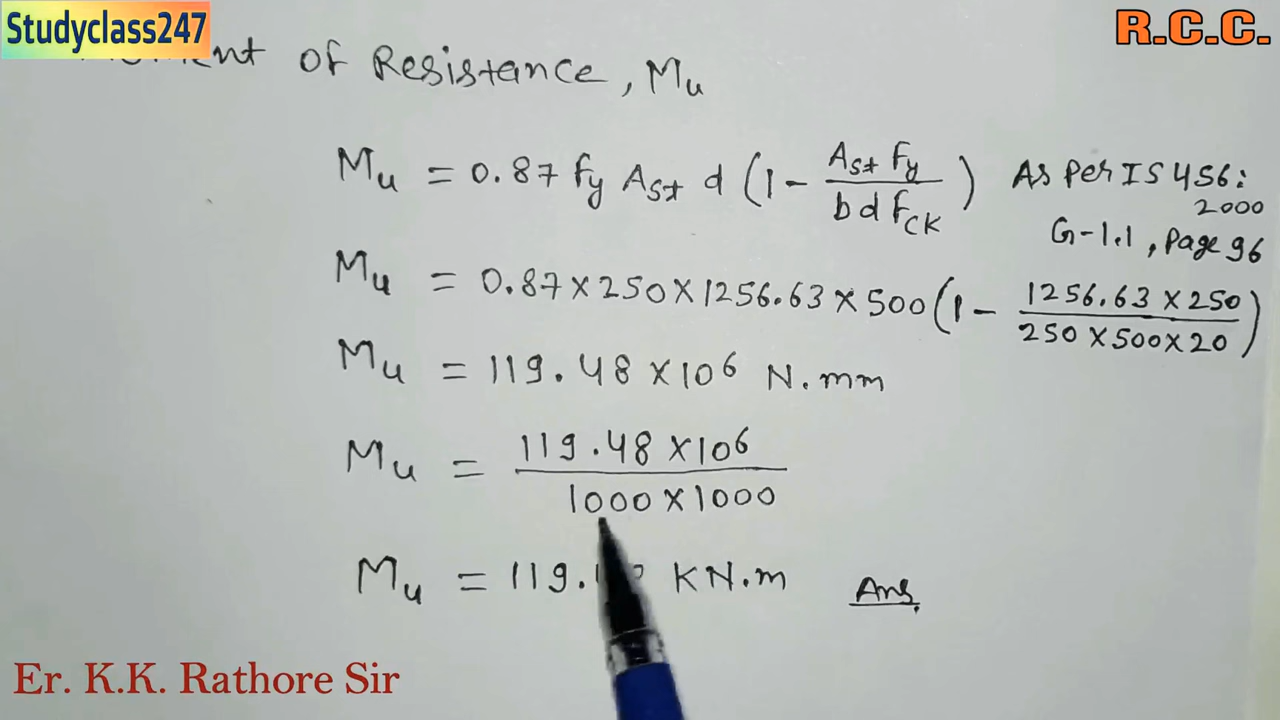 Studyclass247
R.C.C.
of Resistance, Mu
Mu = 0.87 fy Ast d (1 - Ast fy / b d fck) As per IS 456: 2000
G-1.1, Page 96
Mu = 0.87 × 250 × 1256.63 × 500 (1 - 1256.63 × 250 / 250 × 500 × 20)
Mu = 119.48 × 10⁶ N.mm
Mu = 119.48 × 10⁶ / 1000 × 1000
Mu = 119. KN.m Ans.
Er. K.K. Rathore Sir